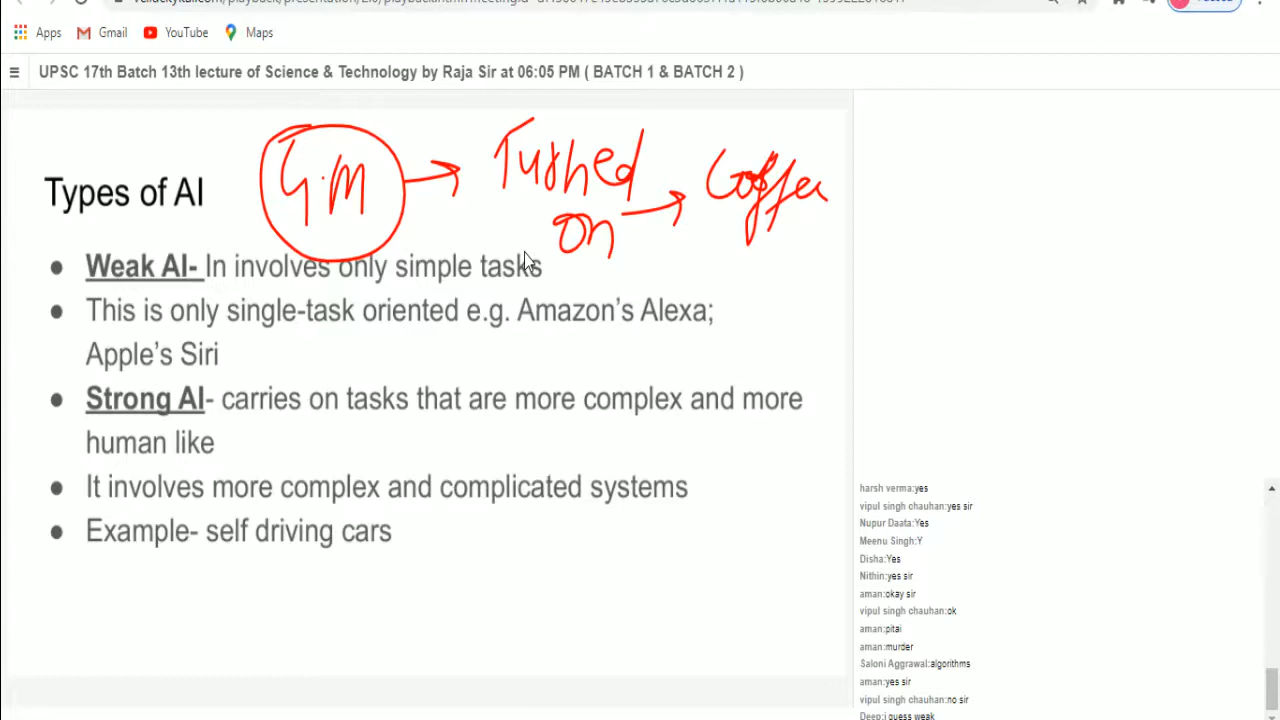 Apps Gmail YouTube Maps
UPSC 17th Batch 13th lecture of Science & Technology by Raja Sir at 06:05 PM ( BATCH 1 & BATCH 2 )
G.M Tushed Coffee
on
Types of AI
Weak AI- In involves only simple tasks
This is only single-task oriented e.g. Amazon's Alexa;
Apple's Siri
Strong AI- carries on tasks that are more complex and more
human like
It involves more complex and complicated systems
Example- self driving cars
harsh verma:yes
vipul singh chauhan:yes sir
Nupur Daata:Yes
Meenu Singh:Y
Disha:Yes
Nithin:yes sir
aman:okay sir
vipul singh chauhan:ok
aman:pitai
aman:murder
Saloni Aggrawal:algorithms
aman:yes sir
vipul singh chauhan:no sir
Deep:i guess weak